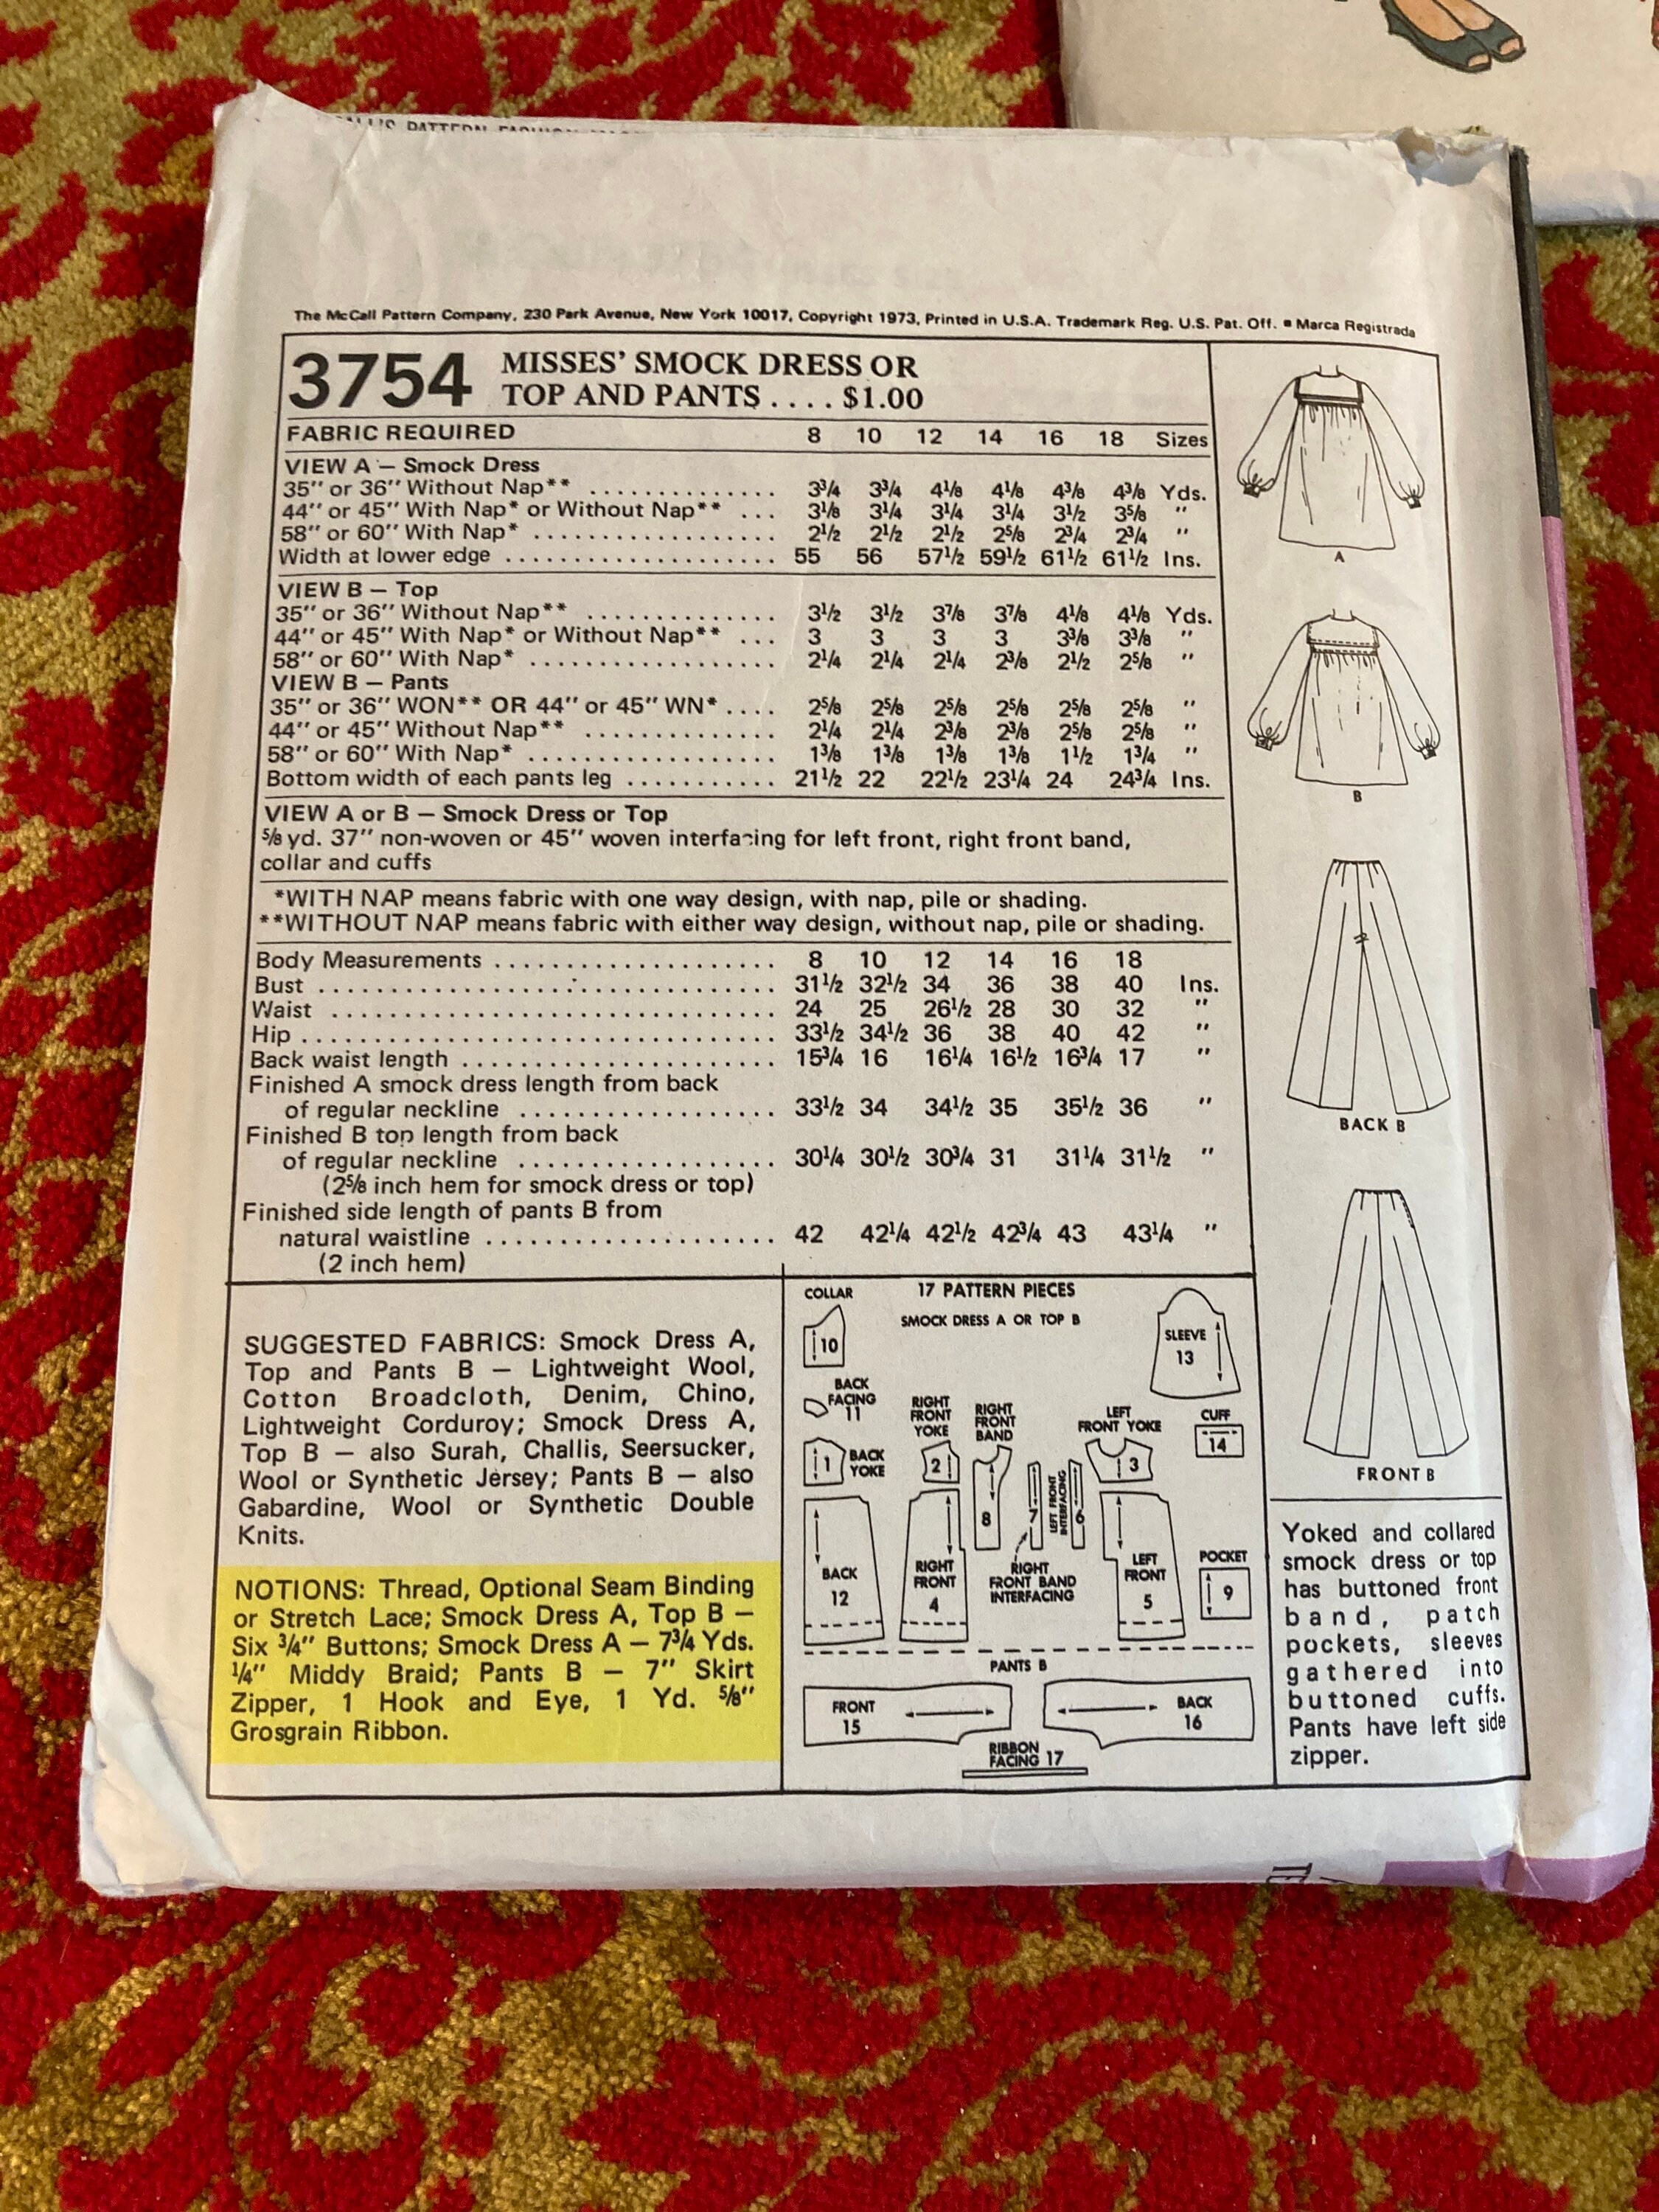 The McCall Pattern Company, 230 Park Avenue, New York 10017, Copyright 1973, Printed in U.S.A. Trademark Reg. U.S. Pat. Off. ■ Marca Registrada
3754 MISSES' SMOCK DRESS OR
TOP AND PANTS . . . . $1.00
FABRIC REQUIRED 8 10 12 14 16 18 Sizes
VIEW A — Smock Dress
35" or 36" Without Nap** . . . . . . . . . . . . . . 3¾ 3¾ 4⅛ 4⅛ 4⅜ 4⅜ Yds.
44" or 45" With Nap* or Without Nap** . . . 3⅛ 3¼ 3¼ 3¼ 3½ 3⅝ "
58" or 60" With Nap* . . . . . . . . . . . . . . . . . . 2½ 2½ 2½ 2⅝ 2¾ 2¾ "
Width at lower edge . . . . . . . . . . . . . . . . . . . . 55 56 57½ 59½ 61½ 61½ Ins.
VIEW B — Top
35" or 36" Without Nap** . . . . . . . . . . . . . . 3½ 3½ 3⅞ 3⅞ 4⅛ 4⅛ Yds.
44" or 45" With Nap* or Without Nap** . . . 3 3 3 3 3⅜ 3⅜ "
58" or 60" With Nap* . . . . . . . . . . . . . . . . . . 2¼ 2¼ 2¼ 2⅜ 2½ 2⅝ "
VIEW B — Pants
35" or 36" WON** OR 44" or 45" WN* . . . . 2⅝ 2⅝ 2⅝ 2⅝ 2⅝ 2⅝ "
44" or 45" Without Nap** . . . . . . . . . . . . . . 2¼ 2¼ 2⅜ 2⅜ 2⅝ 2⅝ "
58" or 60" With Nap* . . . . . . . . . . . . . . . . . . 1⅜ 1⅜ 1⅜ 1⅜ 1½ 1¾ "
Bottom width of each pants leg . . . . . . . . . . . 21½ 22 22½ 23¼ 24 24¾ Ins.
VIEW A or B — Smock Dress or Top
⅝ yd. 37" non-woven or 45" woven interfacing for left front, right front band,
collar and cuffs
*WITH NAP means fabric with one way design, with nap, pile or shading.
**WITHOUT NAP means fabric with either way design, without nap, pile or shading.
Body Measurements . . . . . . . . . . . . . . . . . . . . 8 10 12 14 16 18
Bust . . . . . . . . . . . . . . . . . . . . . . . . . . . . . . . . . 31½ 32½ 34 36 38 40 Ins.
Waist . . . . . . . . . . . . . . . . . . . . . . . . . . . . . . . . 24 25 26½ 28 30 32 "
Hip . . . . . . . . . . . . . . . . . . . . . . . . . . . . . . . . . . 33½ 34½ 36 38 40 42 "
Back waist length . . . . . . . . . . . . . . . . . . . . . . . 15¾ 16 16¼ 16½ 16¾ 17 "
Finished A smock dress length from back
of regular neckline . . . . . . . . . . . . . . . . . . . 33½ 34 34½ 35 35½ 36 "
Finished B top length from back
of regular neckline . . . . . . . . . . . . . . . . . . . 30¼ 30½ 30¾ 31 31¼ 31½ "
(2⅝ inch hem for smock dress or top)
Finished side length of pants B from
natural waistline . . . . . . . . . . . . . . . . . . . . . 42 42¼ 42½ 42¾ 43 43¼ "
(2 inch hem)
SUGGESTED FABRICS: Smock Dress A,
Top and Pants B — Lightweight Wool,
Cotton Broadcloth, Denim, Chino,
Lightweight Corduroy; Smock Dress A,
Top B — also Surah, Challis, Seersucker,
Wool or Synthetic Jersey; Pants B — also
Gabardine, Wool or Synthetic Double
Knits.
NOTIONS: Thread, Optional Seam Binding
or Stretch Lace; Smock Dress A, Top B —
Six ¾" Buttons; Smock Dress A — 7¾ Yds.
¼" Middy Braid; Pants B — 7" Skirt
Zipper, 1 Hook and Eye, 1 Yd. ⅝"
Grosgrain Ribbon.
17 PATTERN PIECES
SMOCK DRESS A OR TOP B
COLLAR
10
SLEEVE
13
BACK
FACING
11
RIGHT
FRONT
YOKE
2
RIGHT
FRONT
BAND
8
LEFT
FRONT YOKE
3
CUFF
14
1
BACK
YOKE
7
LEFT FRONT
INTERFACING
6
BACK
12
RIGHT
FRONT
4
RIGHT
FRONT BAND
INTERFACING
LEFT
FRONT
5
POCKET
9
PANTS B
FRONT
15
BACK
16
RIBBON
FACING 17
A
B
BACK B
FRONT B
Yoked and collared
smock dress or top
has buttoned front
band, patch
pockets, sleeves
gathered into
buttoned cuffs.
Pants have left side
zipper.